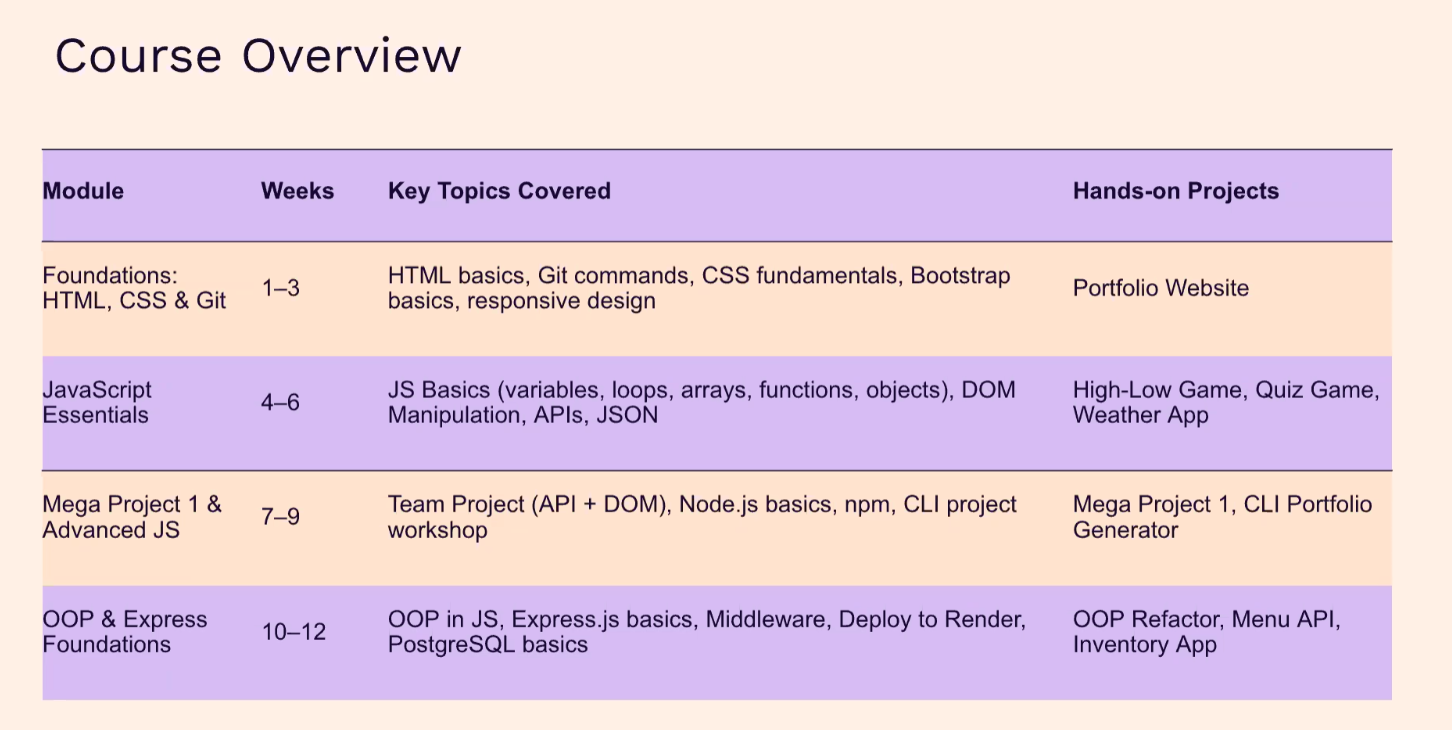 Course Overview
Module Weeks Key Topics Covered Hands-on Projects
Foundations:
HTML, CSS & Git
1–3
HTML basics, Git commands, CSS fundamentals, Bootstrap
basics, responsive design
Portfolio Website
JavaScript
Essentials
4–6
JS Basics (variables, loops, arrays, functions, objects), DOM
Manipulation, APIs, JSON
High-Low Game, Quiz Game,
Weather App
Mega Project 1 &
Advanced JS
7–9
Team Project (API + DOM), Node.js basics, npm, CLI project
workshop
Mega Project 1, CLI Portfolio
Generator
OOP & Express
Foundations
10–12
OOP in JS, Express.js basics, Middleware, Deploy to Render,
PostgreSQL basics
OOP Refactor, Menu API,
Inventory App